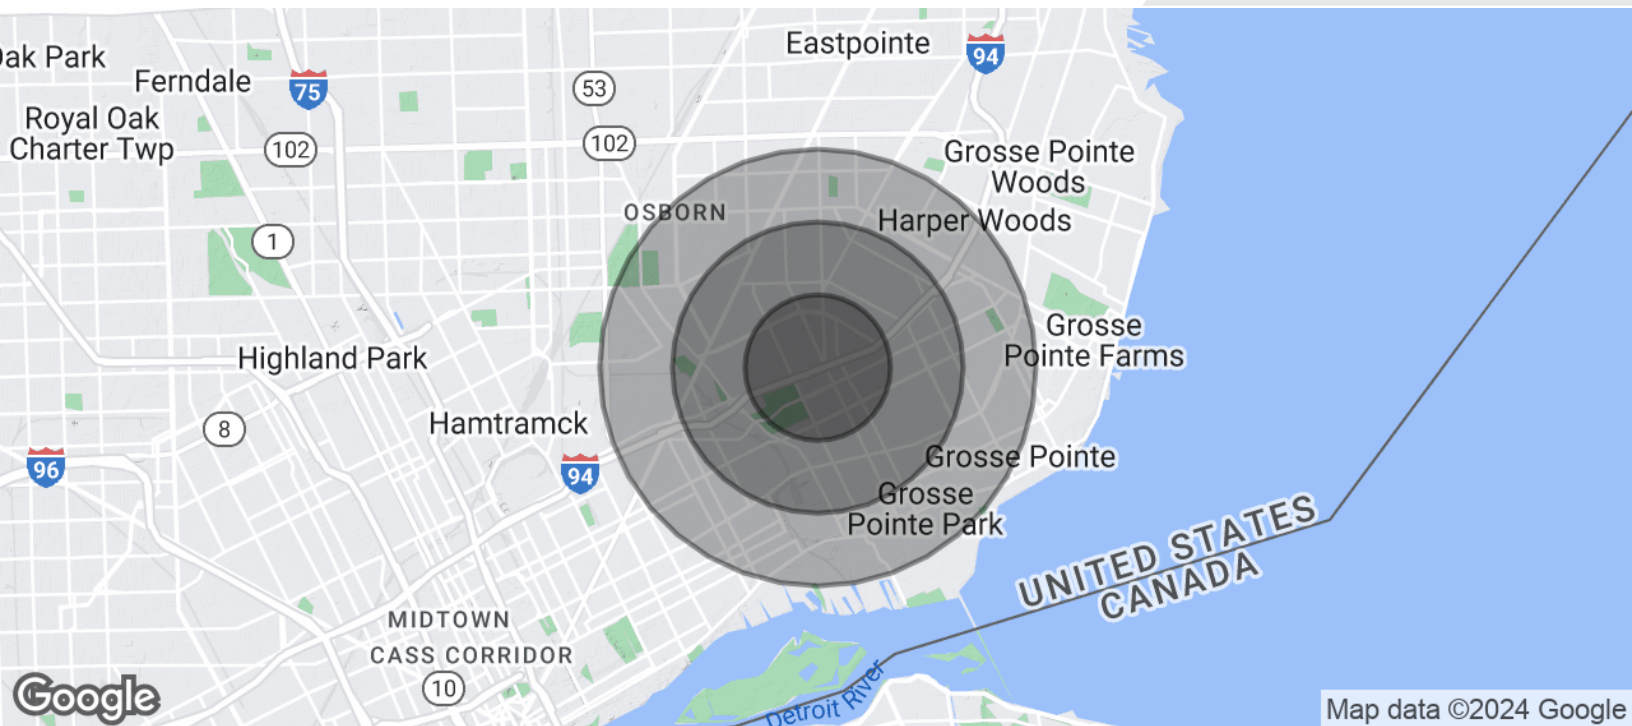 Eastpointe
94
Oak Park
Ferndale
75
53
Royal Oak
Charter Twp
102
102
Grosse Pointe
Woods
OSBORN
Harper Woods
1
Grosse
Pointe Farms
Highland Park
Hamtramck
8
Grosse Pointe
96
94
Grosse
Pointe Park
UNITED STATES
CANADA
MIDTOWN
CASS CORRIDOR
10
Detroit River
Google
Map data ©2024 Google